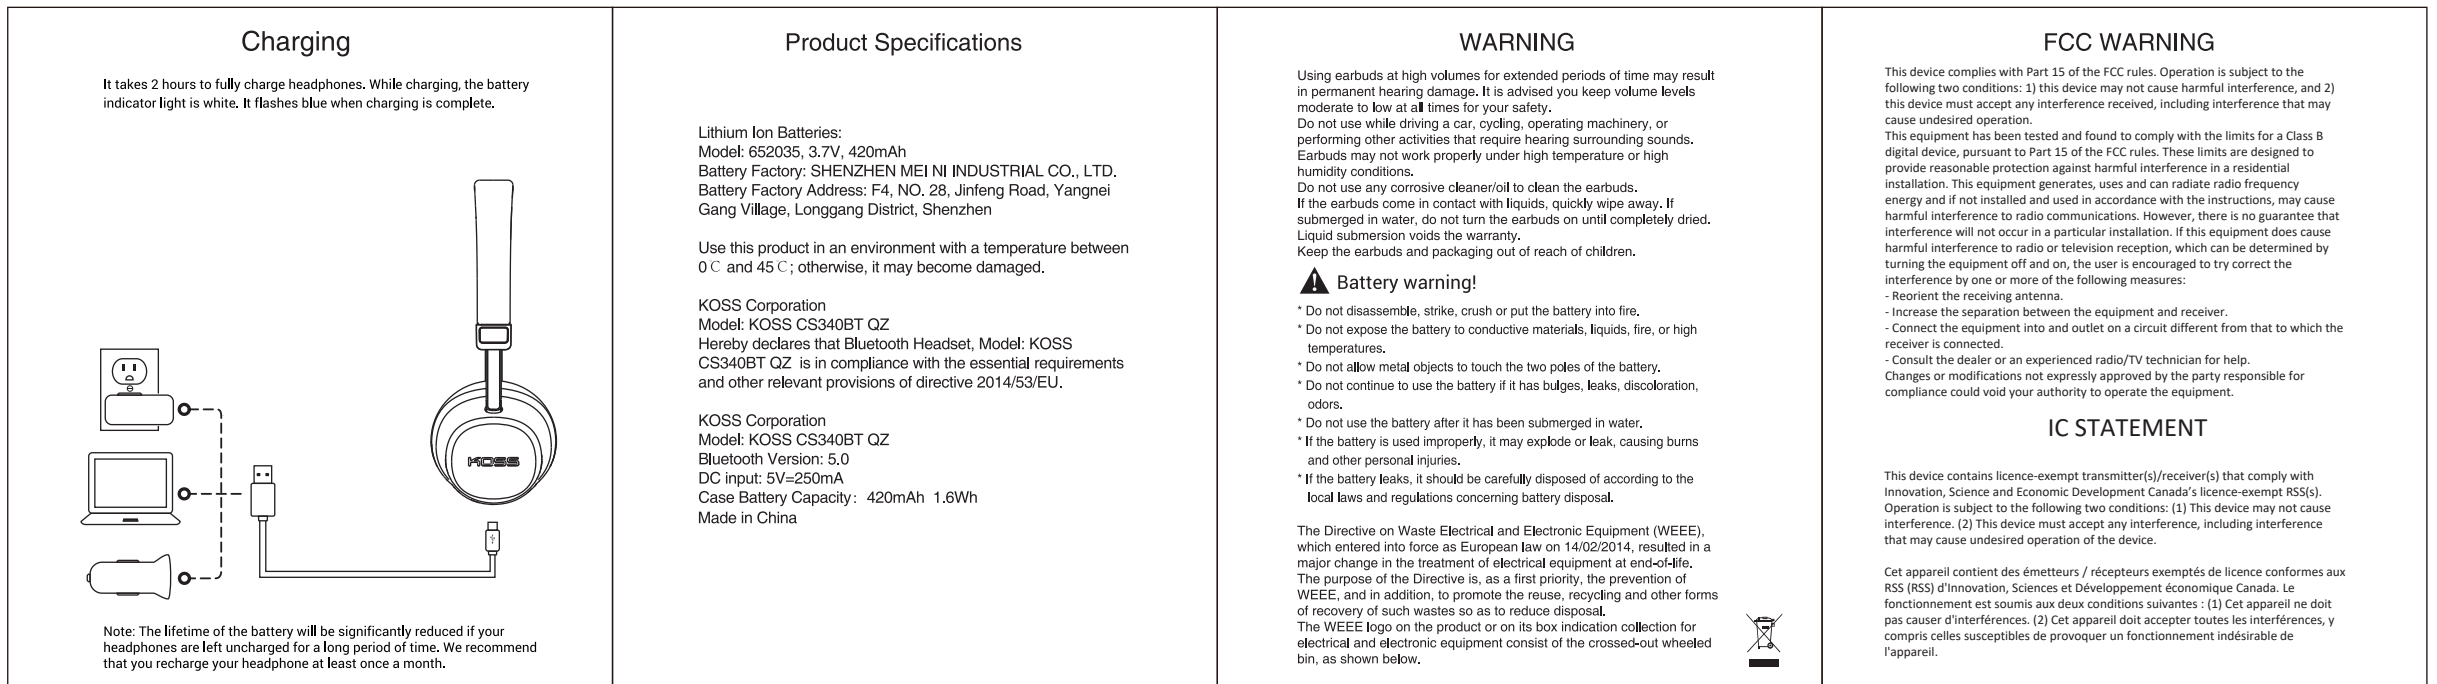 Charging
It takes 2 hours to fully charge headphones. While charging, the battery
indicator light is white. It flashes blue when charging is complete.
KOSS
Note: The lifetime of the battery will be significantly reduced if your
headphones are left uncharged for a long period of time. We recommend
that you recharge your headphone at least once a month.
Product Specifications
Lithium Ion Batteries:
Model: 652035, 3.7V, 420mAh
Battery Factory: SHENZHEN MEI NI INDUSTRIAL CO., LTD.
Battery Factory Address: F4, NO. 28, Jinfeng Road, Yangnei
Gang Village, Longgang District, Shenzhen
Use this product in an environment with a temperature between
0℃ and 45℃; otherwise, it may become damaged.
KOSS Corporation
Model: KOSS CS340BT QZ
Hereby declares that Bluetooth Headset, Model: KOSS
CS340BT QZ is in compliance with the essential requirements
and other relevant provisions of directive 2014/53/EU.
KOSS Corporation
Model: KOSS CS340BT QZ
Bluetooth Version: 5.0
DC input: 5V=250mA
Case Battery Capacity: 420mAh 1.6Wh
Made in China
WARNING
Using earbuds at high volumes for extended periods of time may result
in permanent hearing damage. It is advised you keep volume levels
moderate to low at all times for your safety.
Do not use while driving a car, cycling, operating machinery, or
performing other activities that require hearing surrounding sounds.
Earbuds may not work properly under high temperature or high
humidity conditions.
Do not use any corrosive cleaner/oil to clean the earbuds.
If the earbuds come in contact with liquids, quickly wipe away. If
submerged in water, do not turn the earbuds on until completely dried.
Liquid submersion voids the warranty.
Keep the earbuds and packaging out of reach of children.
Battery warning!
* Do not disassemble, strike, crush or put the battery into fire.
* Do not expose the battery to conductive materials, liquids, fire, or high
temperatures.
* Do not allow metal objects to touch the two poles of the battery.
* Do not continue to use the battery if it has bulges, leaks, discoloration,
odors.
* Do not use the battery after it has been submerged in water.
* If the battery is used improperly, it may explode or leak, causing burns
and other personal injuries.
* If the battery leaks, it should be carefully disposed of according to the
local laws and regulations concerning battery disposal.
The Directive on Waste Electrical and Electronic Equipment (WEEE),
which entered into force as European law on 14/02/2014, resulted in a
major change in the treatment of electrical equipment at end-of-life.
The purpose of the Directive is, as a first priority, the prevention of
WEEE, and in addition, to promote the reuse, recycling and other forms
of recovery of such wastes so as to reduce disposal.
The WEEE logo on the product or on its box indication collection for
electrical and electronic equipment consist of the crossed-out wheeled
bin, as shown below.
FCC WARNING
This device complies with Part 15 of the FCC rules. Operation is subject to the
following two conditions: 1) this device may not cause harmful interference, and 2)
this device must accept any interference received, including interference that may
cause undesired operation.
This equipment has been tested and found to comply with the limits for a Class B
digital device, pursuant to Part 15 of the FCC rules. These limits are designed to
provide reasonable protection against harmful interference in a residential
installation. This equipment generates, uses and can radiate radio frequency
energy and if not installed and used in accordance with the instructions, may cause
harmful interference to radio communications. However, there is no guarantee that
interference will not occur in a particular installation. If this equipment does cause
harmful interference to radio or television reception, which can be determined by
turning the equipment off and on, the user is encouraged to try correct the
interference by one or more of the following measures:
- Reorient the receiving antenna.
- Increase the separation between the equipment and receiver.
- Connect the equipment into and outlet on a circuit different from that to which the
receiver is connected.
- Consult the dealer or an experienced radio/TV technician for help.
Changes or modifications not expressly approved by the party responsible for
compliance could void your authority to operate the equipment.
IC STATEMENT
This device contains licence-exempt transmitter(s)/receiver(s) that comply with
Innovation, Science and Economic Development Canada's licence-exempt RSS(s).
Operation is subject to the following two conditions: (1) This device may not cause
interference. (2) This device must accept any interference, including interference
that may cause undesired operation of the device.
Cet appareil contient des émetteurs / récepteurs exemptés de licence conformes aux
RSS (RSS) d'Innovation, Sciences et Développement économique Canada. Le
fonctionnement est soumis aux deux conditions suivantes : (1) Cet appareil ne doit
pas causer d'interférences. (2) Cet appareil doit accepter toutes les interférences, y
compris celles susceptibles de provoquer un fonctionnement indésirable de
l'appareil.